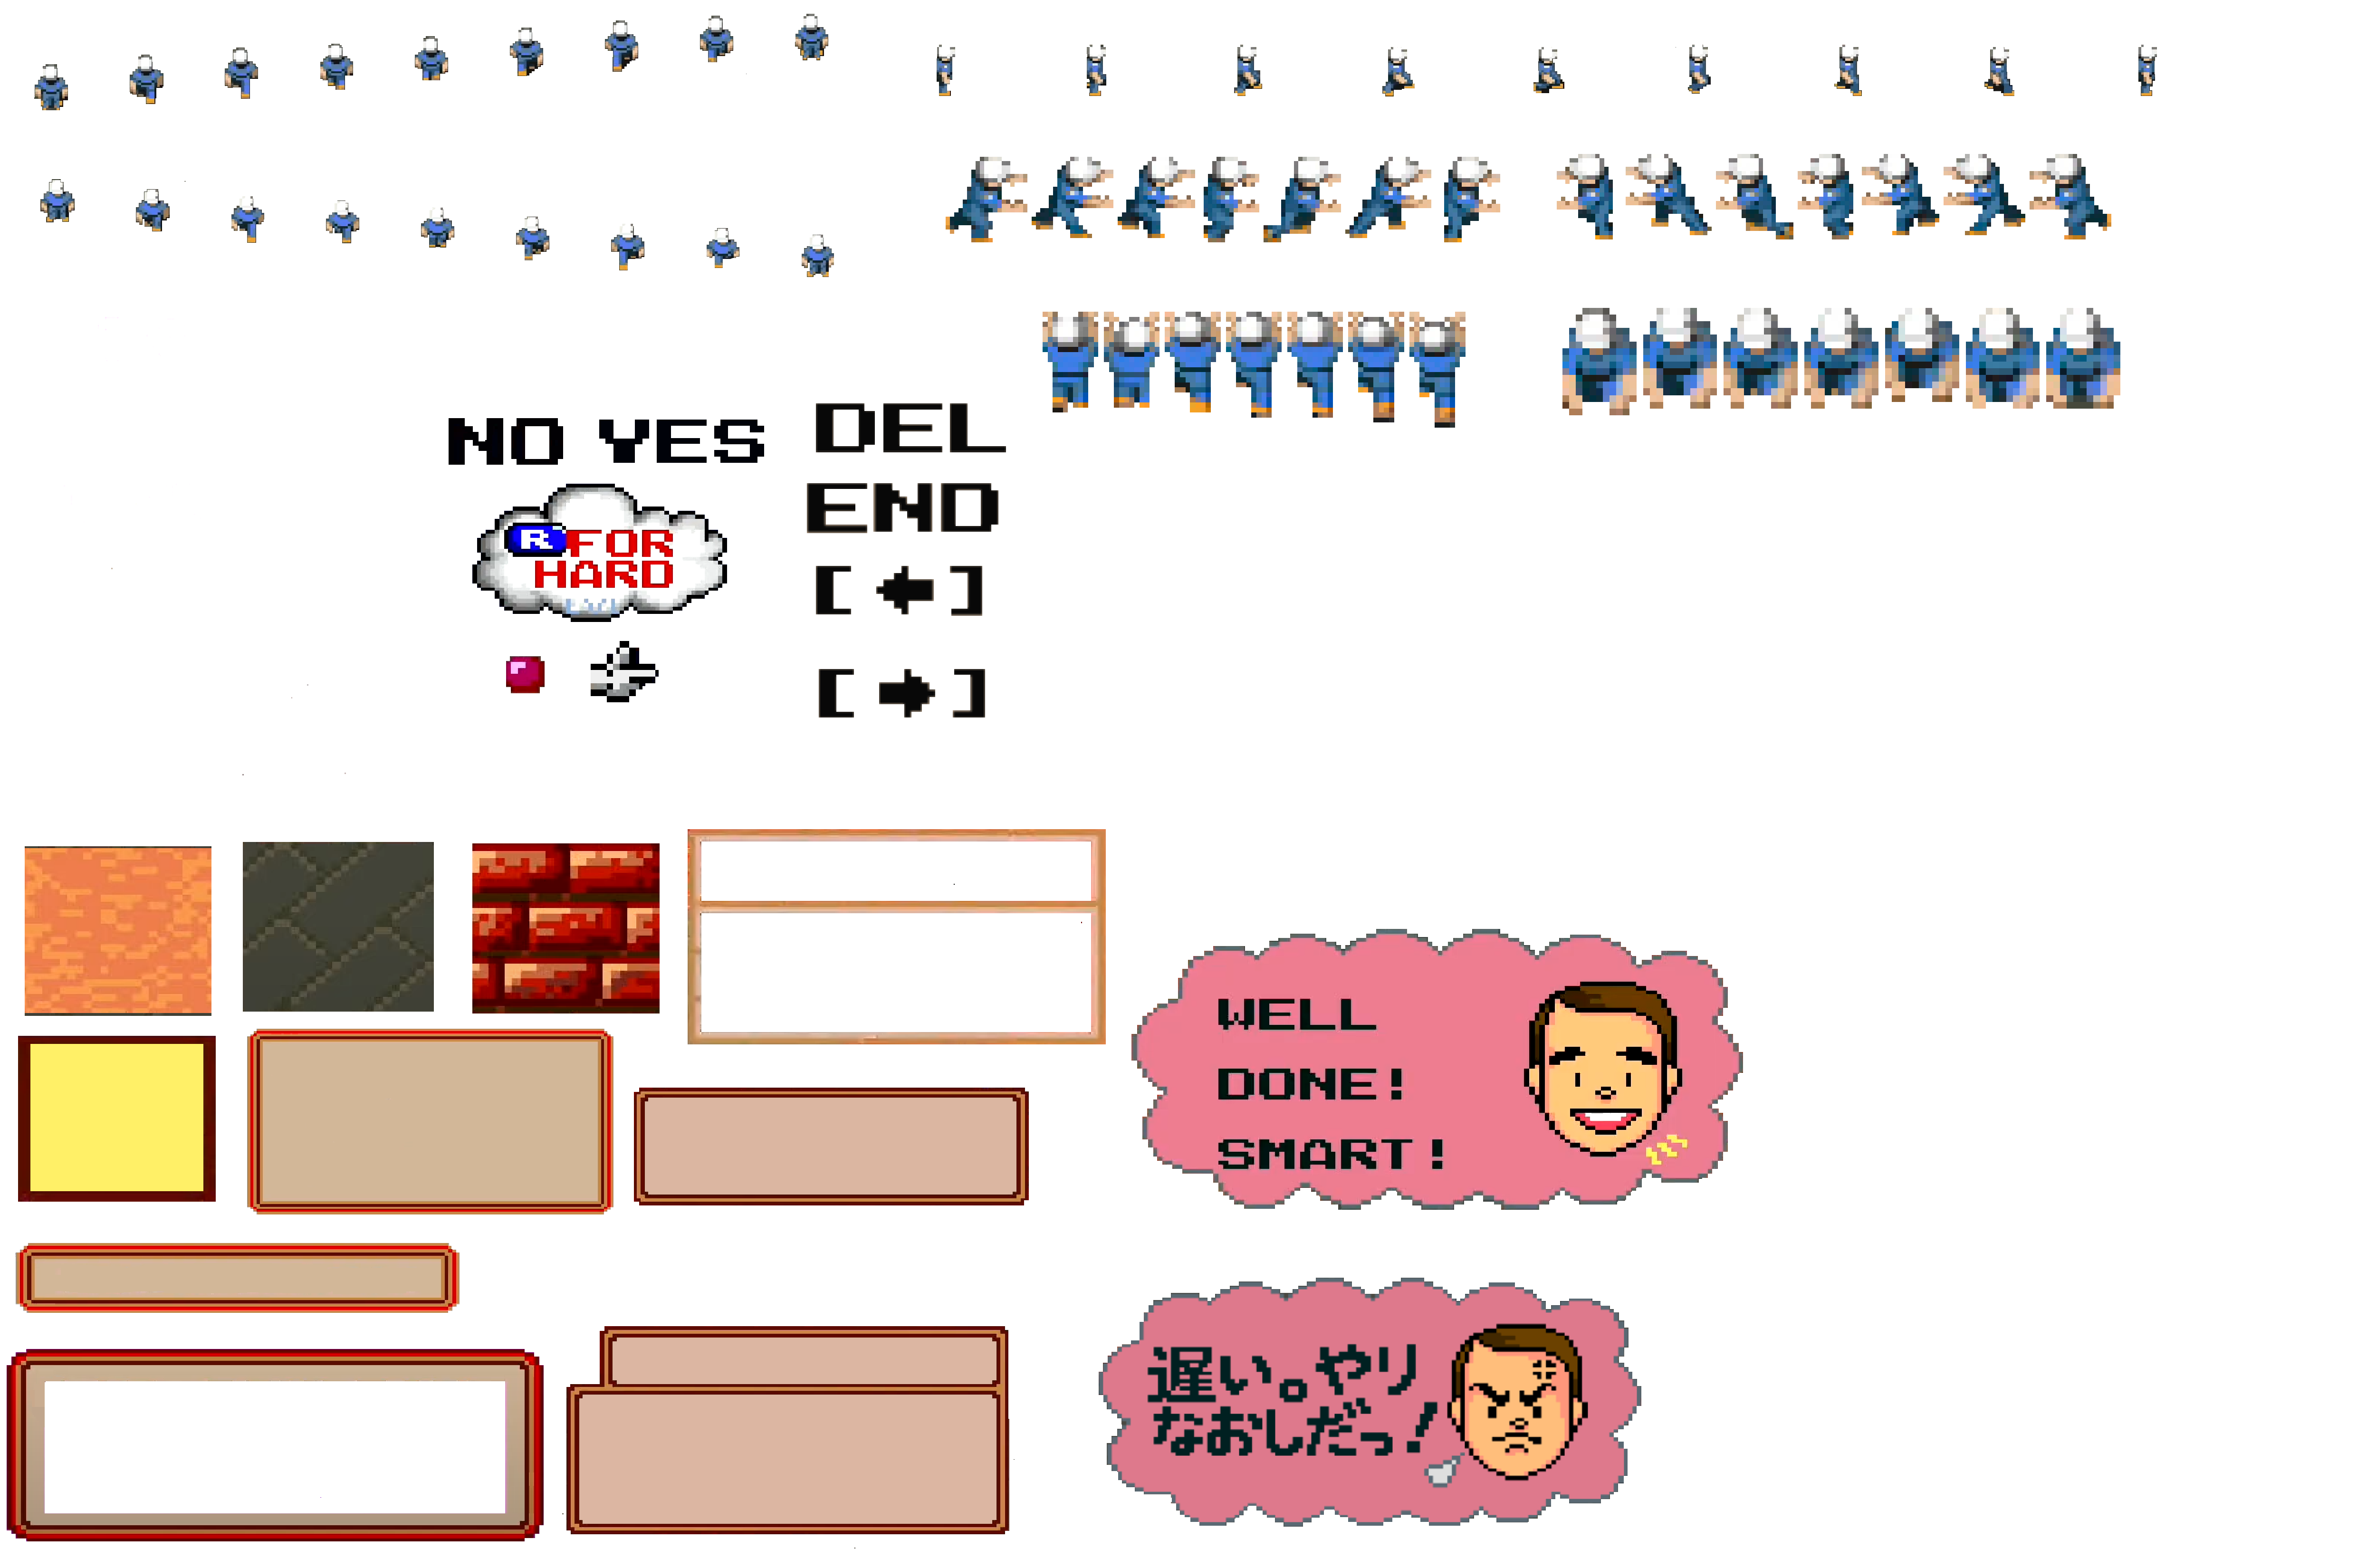 NO YES
DEL
END
R FOR
HARD
[ ← ]
[ → ]
WELL
DONE!
SMART!
遅い。やり
なおしだっ!